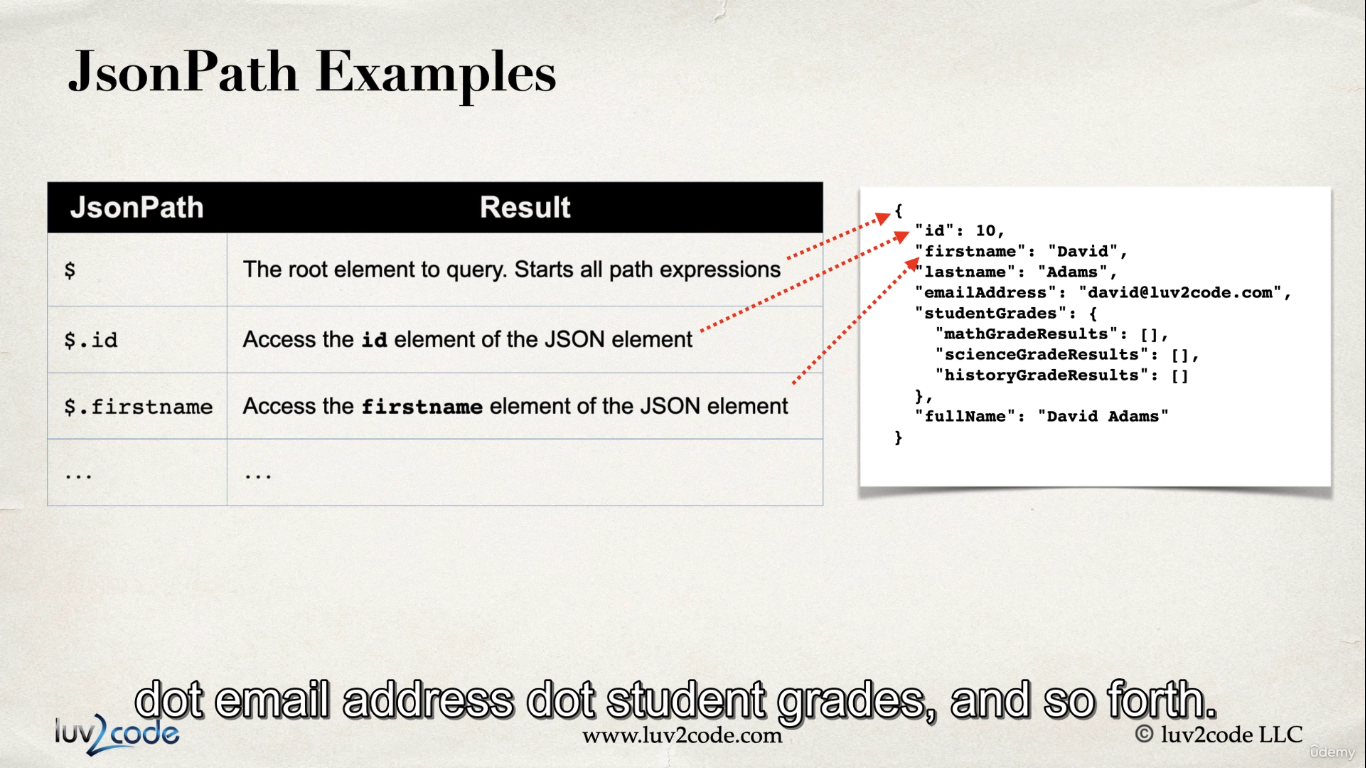 JsonPath Examples
JsonPath Result
$ The root element to query. Starts all path expressions
$.id Access the id element of the JSON element
$.firstname Access the firstname element of the JSON element
... ...
{
"id": 10,
"firstname": "David",
"lastname": "Adams",
"emailAddress": "david@luv2code.com",
"studentGrades": {
"mathGradeResults": [],
"scienceGradeResults": [],
"historyGradeResults": []
},
"fullName": "David Adams"
}
dot email address dot student grades, and so forth.
luv2code www.luv2code.com © luv2code LLC
ûdemy